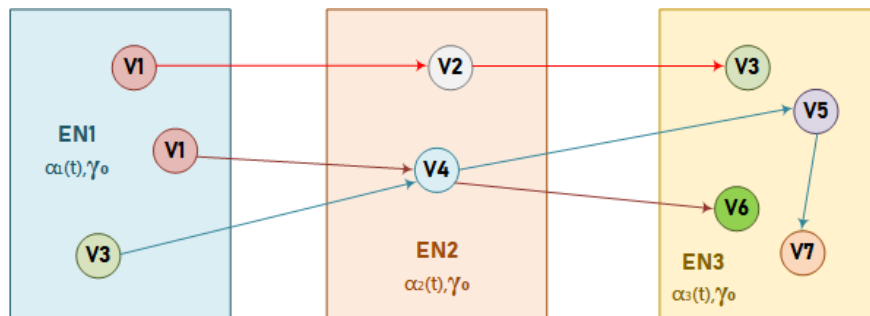 V1
V1
EN1
α₁(t),γ₀
V3
V2
V4
EN2
α₂(t),γ₀
V3
V5
V6
V7
EN3
α₃(t),γ₀